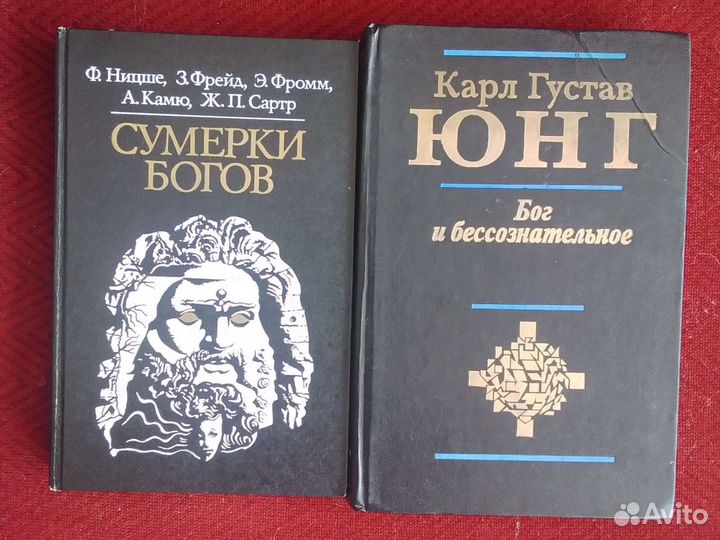 Ф. Ницше, З. Фрейд, Э. Фромм,
А. Камю, Ж. П. Сартр
СУМЕРКИ
БОГОВ
Карл Густав
ЮНГ
Бог
и бессознательное
Avito